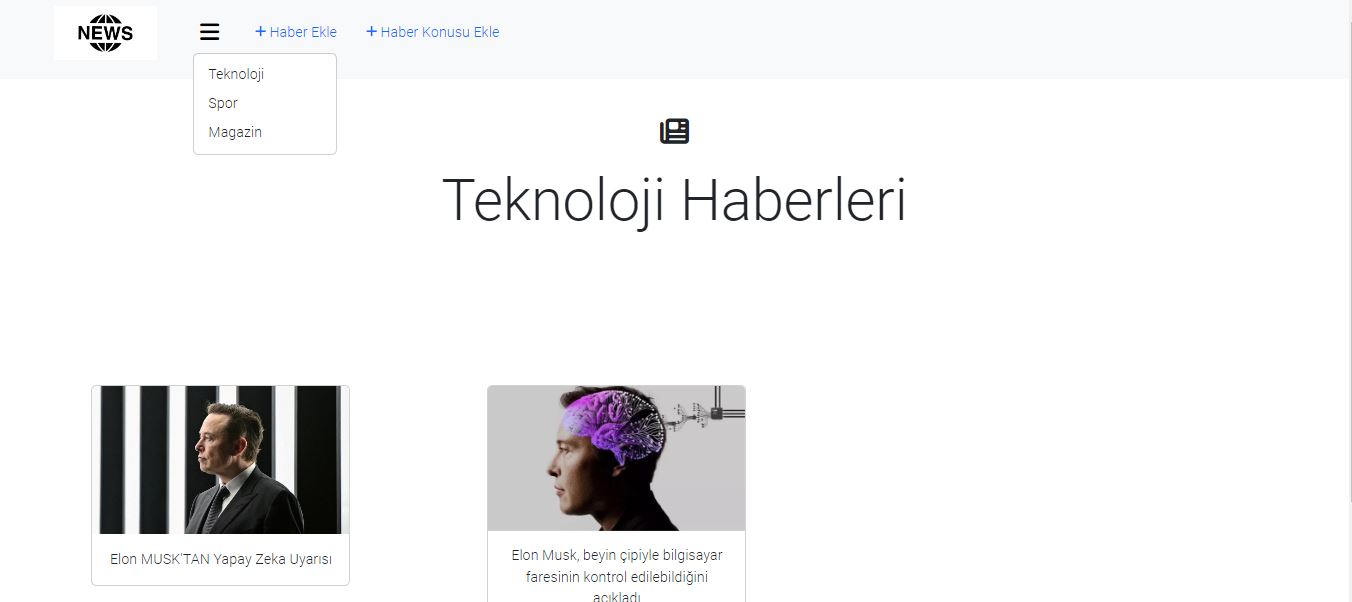 NEWS
+ Haber Ekle
+ Haber Konusu Ekle
Teknoloji
Spor
Magazin
Teknoloji Haberleri
Elon MUSK'TAN Yapay Zeka Uyarısı
Elon Musk, beyin çipiyle bilgisayar
faresinin kontrol edilebildiğini
açıkladı